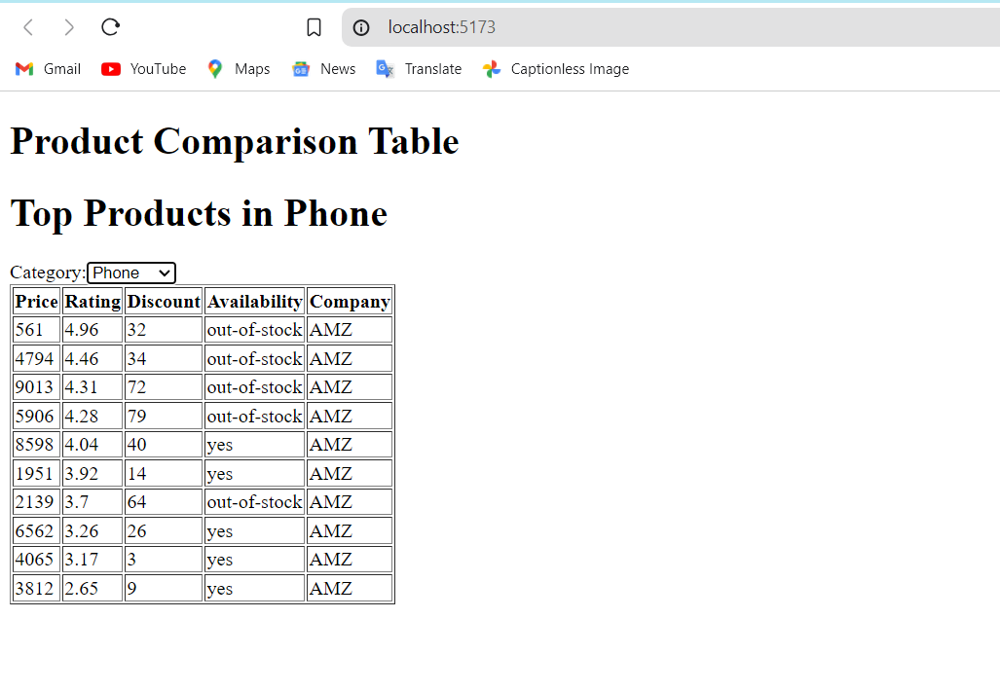 localhost:5173
Gmail YouTube Maps News Translate Captionless Image
Product Comparison Table
Top Products in Phone
Category: Phone
Price Rating Discount Availability Company
561 4.96 32 out-of-stock AMZ
4794 4.46 34 out-of-stock AMZ
9013 4.31 72 out-of-stock AMZ
5906 4.28 79 out-of-stock AMZ
8598 4.04 40 yes AMZ
1951 3.92 14 yes AMZ
2139 3.7 64 out-of-stock AMZ
6562 3.26 26 yes AMZ
4065 3.17 3 yes AMZ
3812 2.65 9 yes AMZ